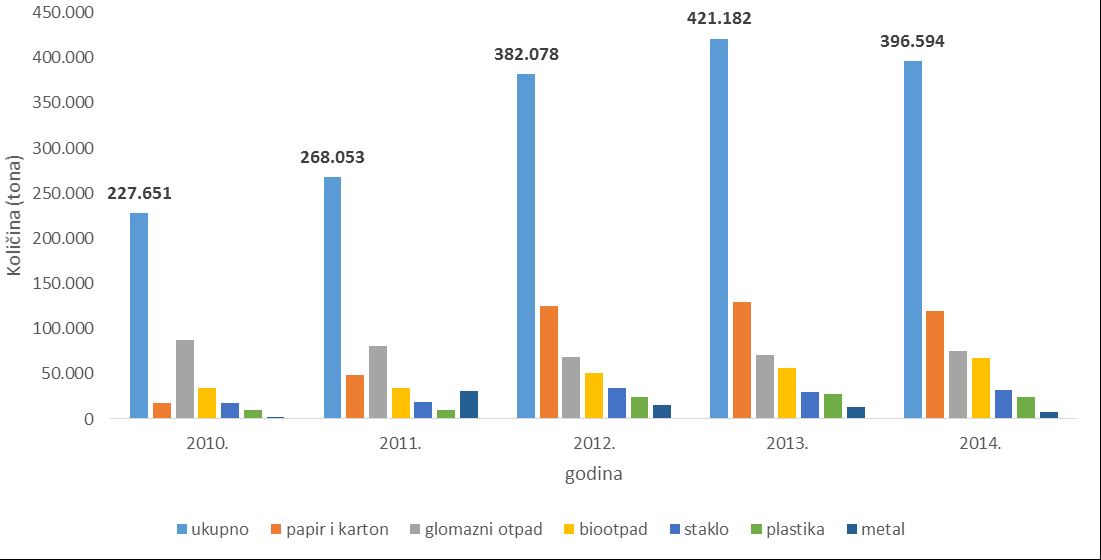 450.000
400.000
350.000
300.000
250.000
200.000
150.000
100.000
50.000
0
Količina (tona)
227.651
268.053
382.078
421.182
396.594
2010.
2011.
2012.
2013.
2014.
godina
ukupno
papir i karton
glomazni otpad
biootpad
staklo
plastika
metal